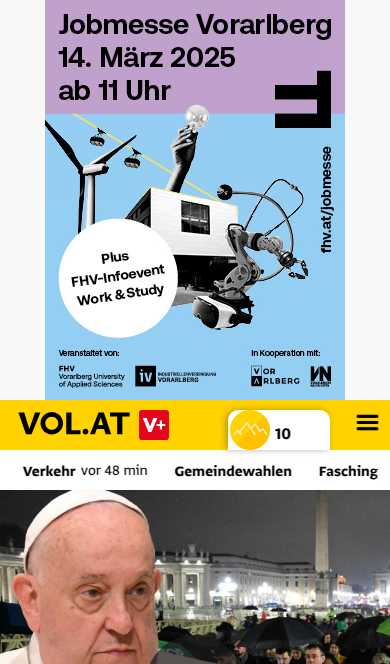 Jobmesse Vorarlberg
14. März 2025
ab 11 Uhr
fhv.at/jobmesse
Plus
FHV-Infoevent
Work & Study
Veranstaltet von:
FHV
Vorarlberg University
of Applied Sciences
iV INDUSTRIELLENVEREINIGUNG
VORARLBERG
In Kooperation mit:
VOR
ARLBERG
VOL.AT V+
10
Verkehr vor 48 min Gemeindewahlen Fasching